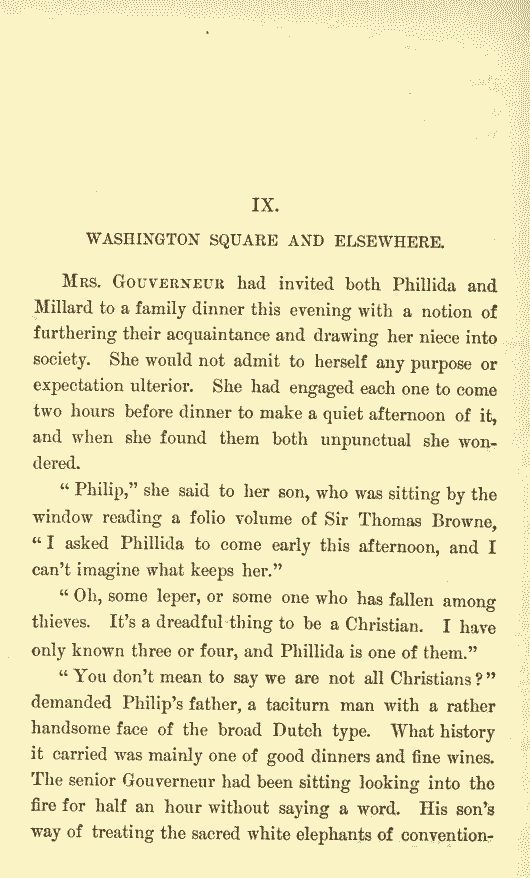 IX.
WASHINGTON SQUARE AND ELSEWHERE.
MRS. GOUVERNEUR had invited both Phillida and
Millard to a family dinner this evening with a notion of
furthering their acquaintance and drawing her niece into
society. She would not admit to herself any purpose or
expectation ulterior. She had engaged each one to come
two hours before dinner to make a quiet afternoon of it,
and when she found them both unpunctual she won-
dered.
“ Philip,” she said to her son, who was sitting by the
window reading a folio volume of Sir Thomas Browne,
“ I asked Phillida to come early this afternoon, and I
can't imagine what keeps her.”
“ Oh, some leper, or some one who has fallen among
thieves. It's a dreadful thing to be a Christian. I have
only known three or four, and Phillida is one of them.”
“ You don't mean to say we are not all Christians ? ”
demanded Philip's father, a taciturn man with a rather
handsome face of the broad Dutch type. What history
it carried was mainly one of good dinners and fine wines.
The senior Gouverneur had been sitting looking into the
fire for half an hour without saying a word. His son's
way of treating the sacred white elephants of convention-